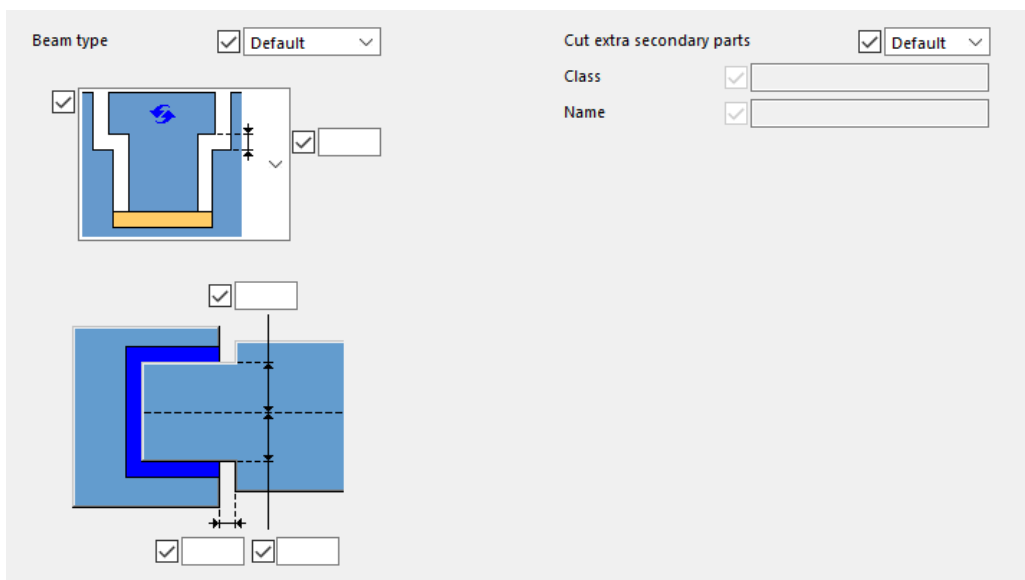 Beam type
Default
Cut extra secondary parts
Default
Class
Name